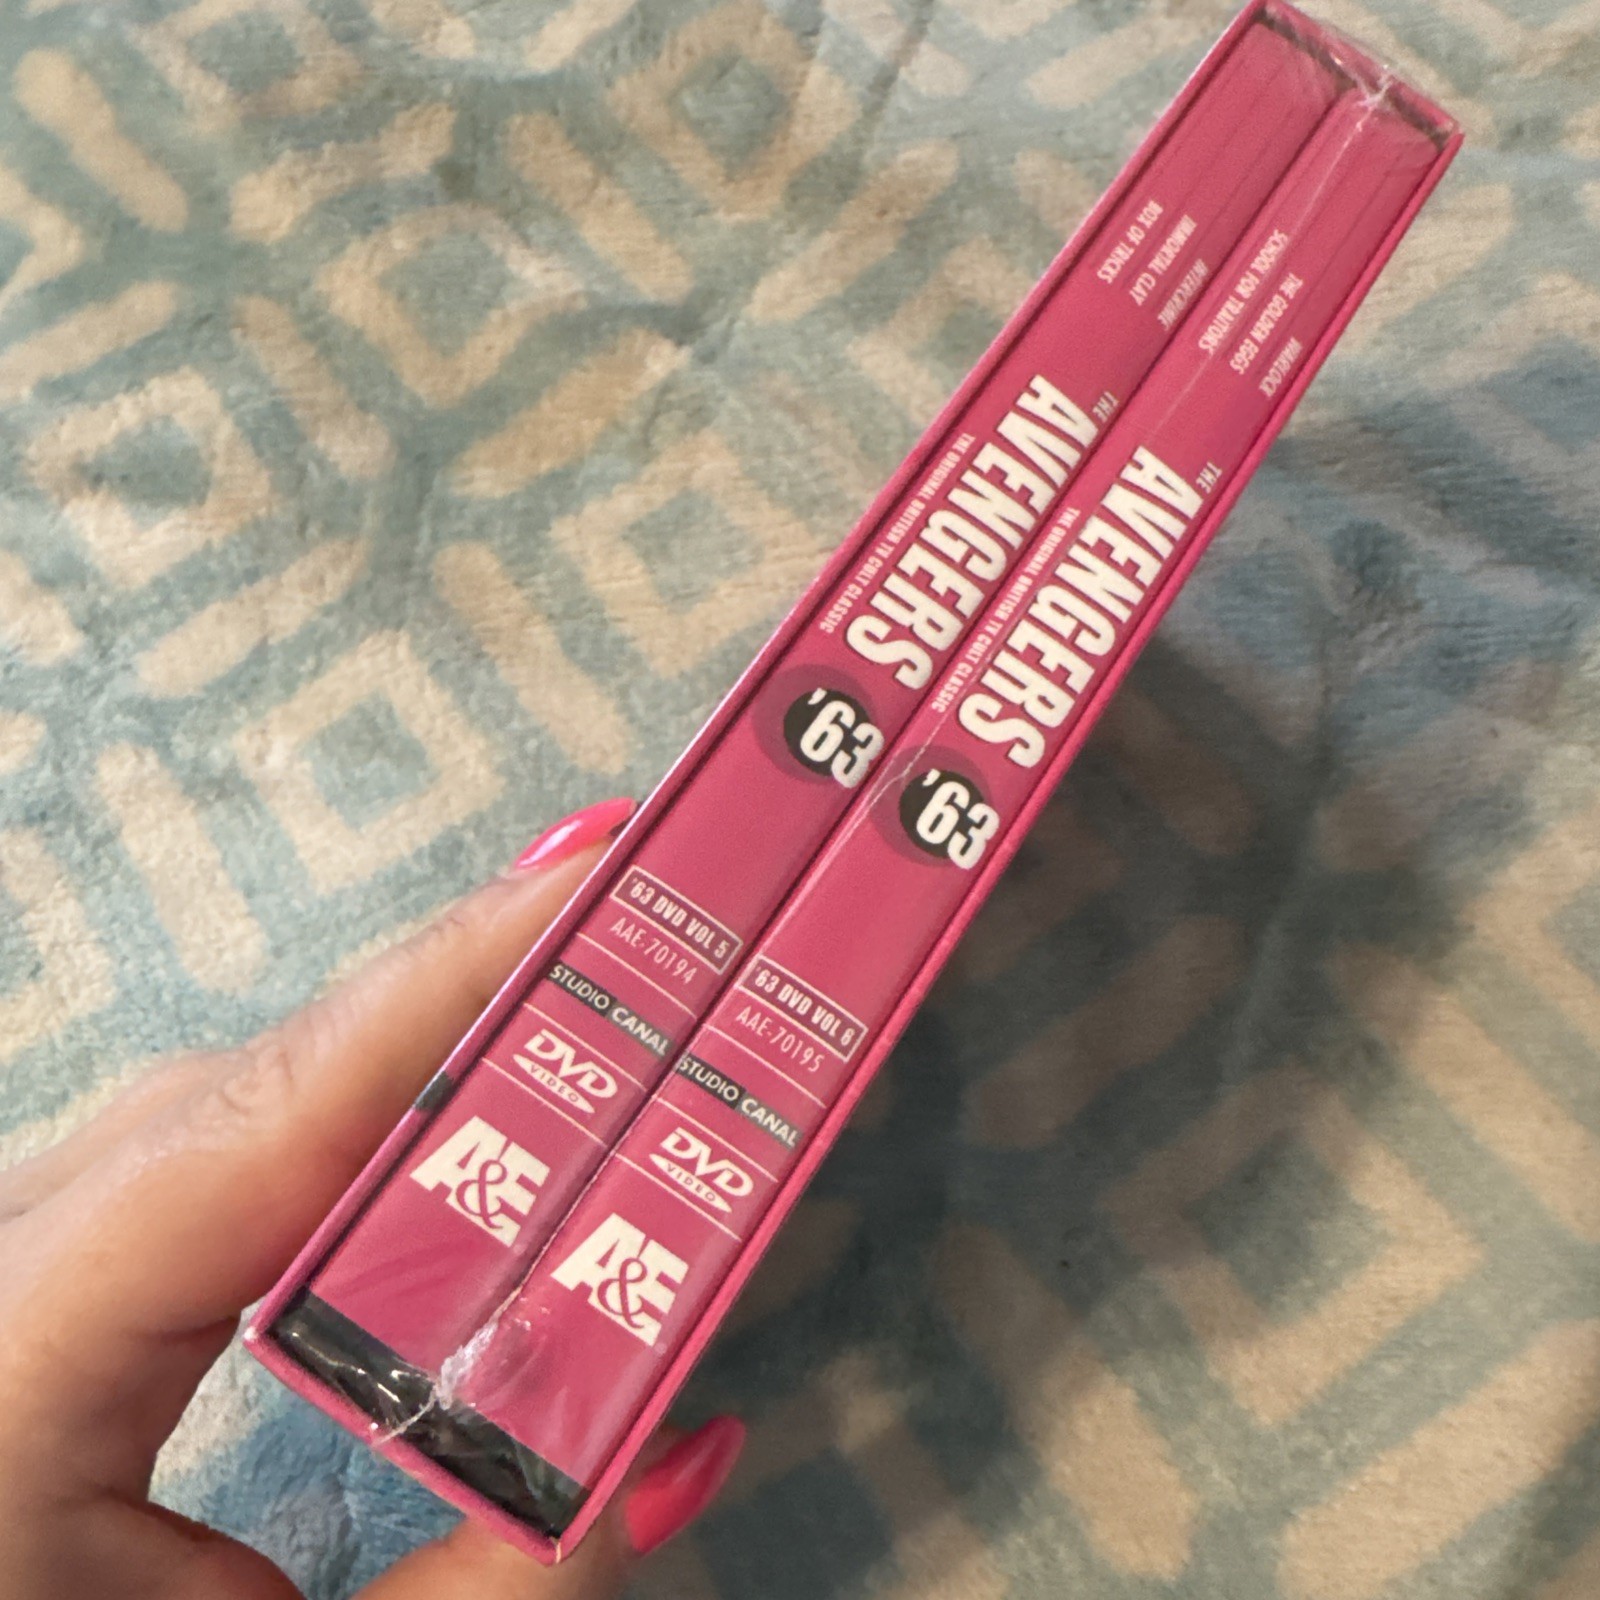 INTERCRIME
IMMORTAL CLAY
BOX OF TRICKS
THE
AVENGERS
THE ORIGINAL BRITISH TV CULT CLASSIC
'63
'63 DVD VOL 5
AAE-70194
STUDIO CANAL
DVD
VIDEO
A&E
WARLOCK
THE GOLDEN EGGS
SCHOOL FOR TRAITORS
THE
AVENGERS
THE ORIGINAL BRITISH TV CULT CLASSIC
'63
'63 DVD VOL 6
AAE-70195
STUDIO CANAL
DVD
VIDEO
A&E